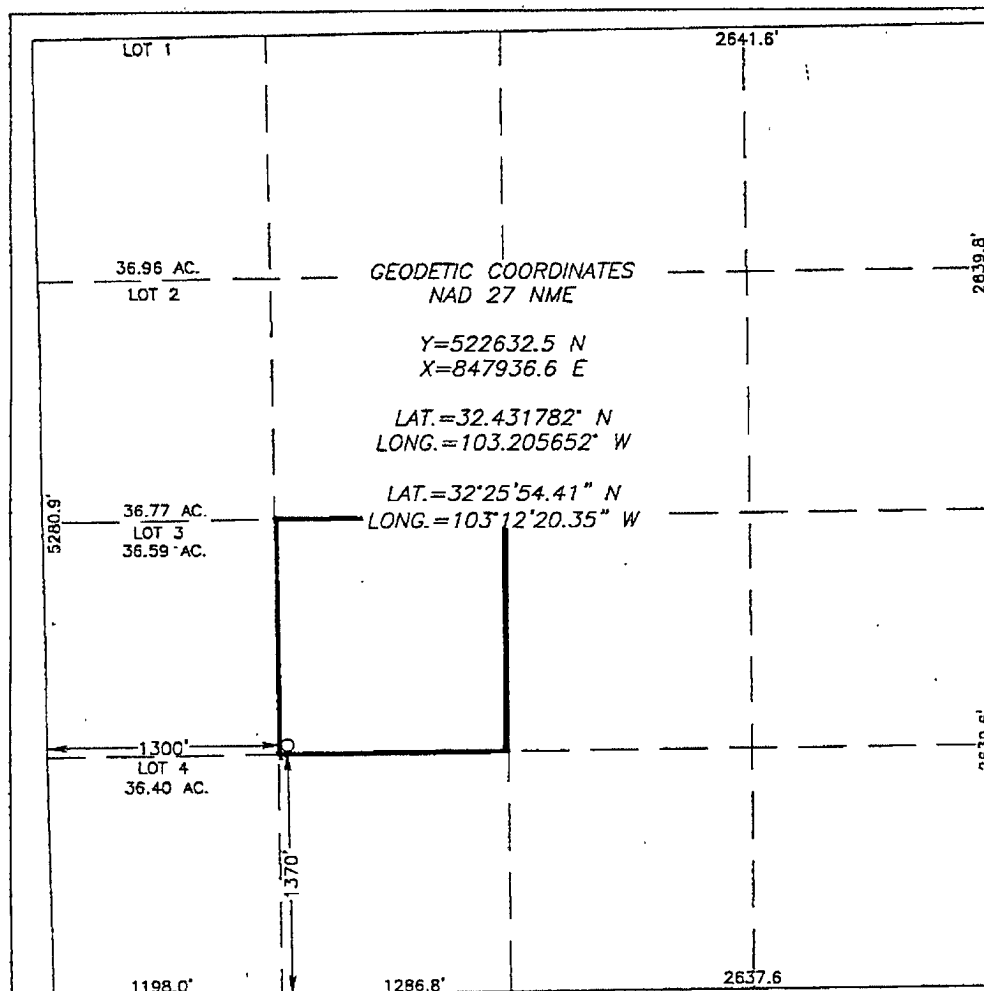 LOT 1
2641.6'
36.96 AC.
LOT 2
GEODETIC COORDINATES
NAD 27 NME
2639.8'
Y=522632.5 N
X=847936.6 E
LAT.=32.431782° N
LONG.=103.205652° W
LAT.=32°25'54.41" N
LONG.=103°12'20.35" W
5280.9'
36.77 AC.
LOT 3
36.59 AC.
1300'
LOT 4
36.40 AC.
1370'
1198.0'
1286.8'
2637.6